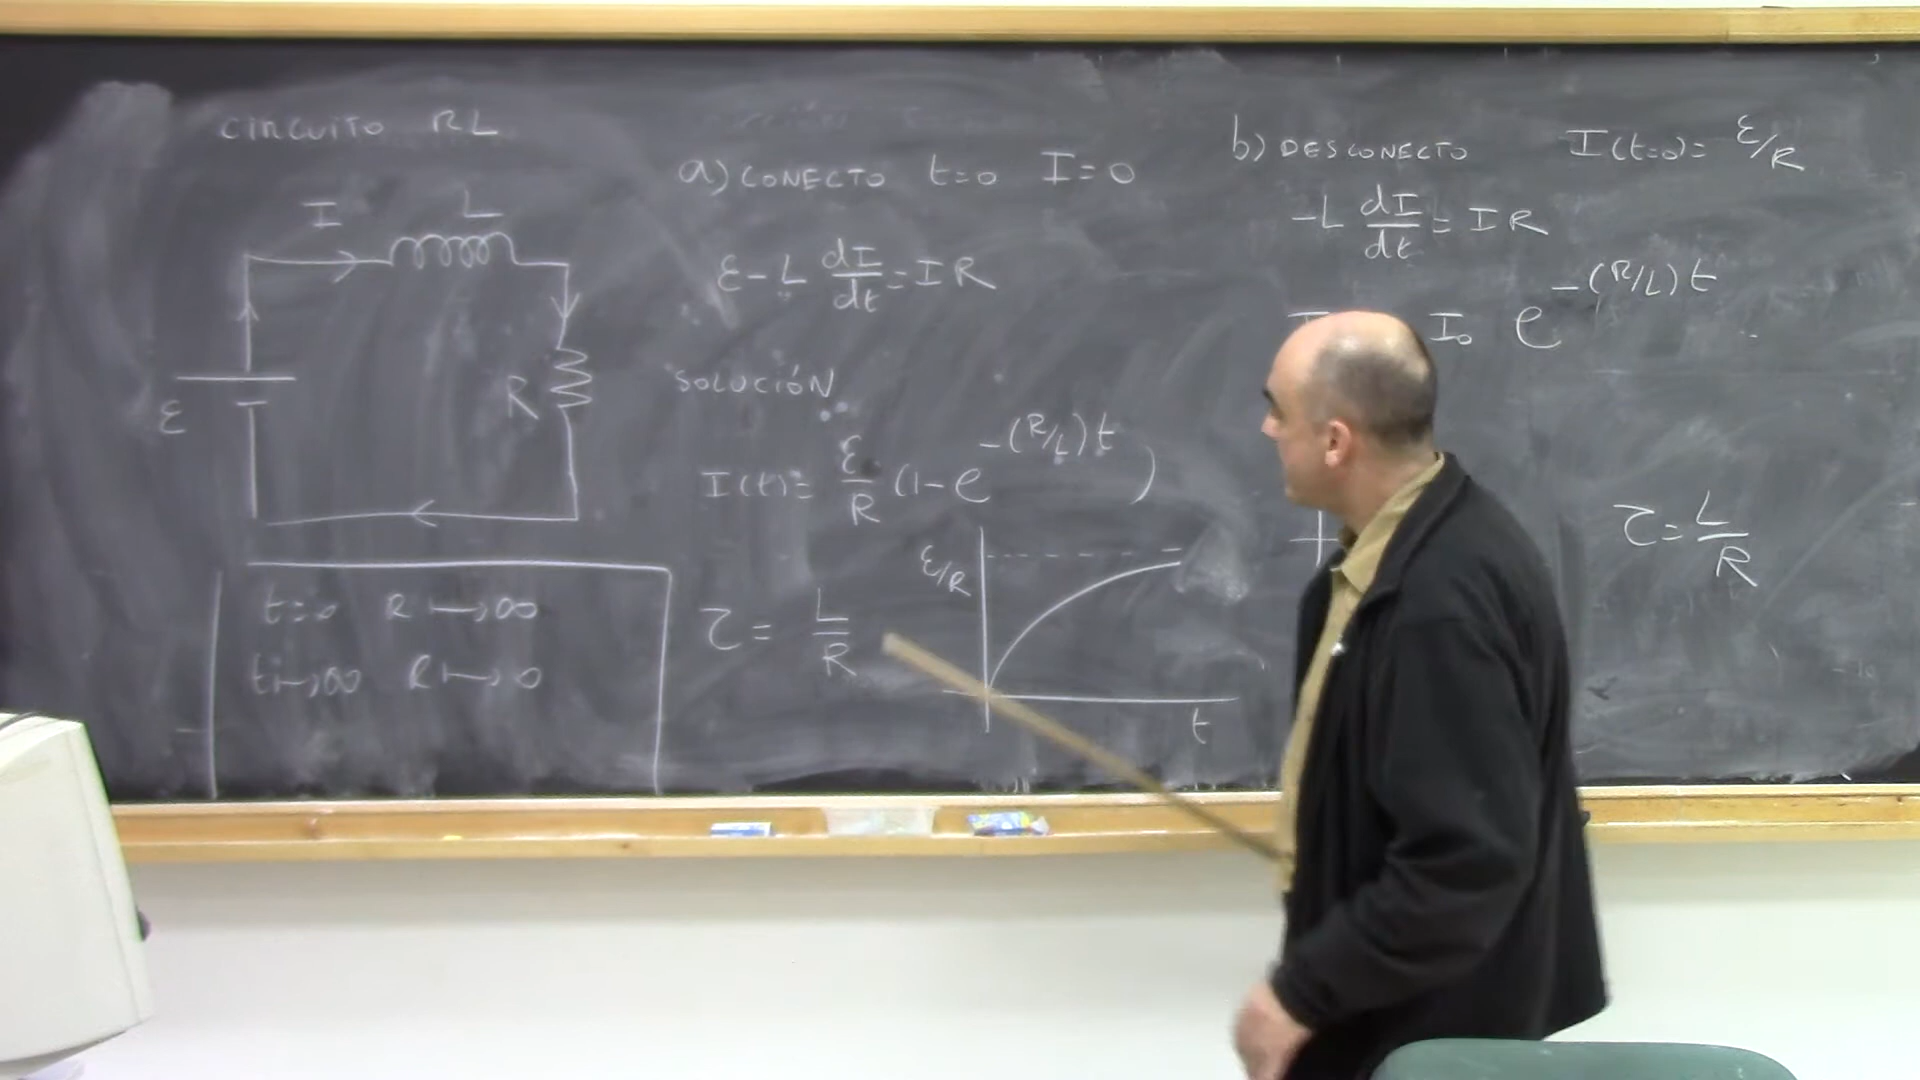 CIRCUITO RL
I
L
ε
R
t=0 R ↦ ∞
t ↦ ∞ R ↦ 0
a) CONECTO t=0 I=0
ε - L dI/dt = IR
SOLUCIÓN
I(t) = ε/R (1 - e^-(R/L)t)
τ = L/R
ε/R
t
b) DESCONECTO I(t=0) = ε/R
-L dI/dt = IR
I₀ e^-(R/L)t
τ = L/R